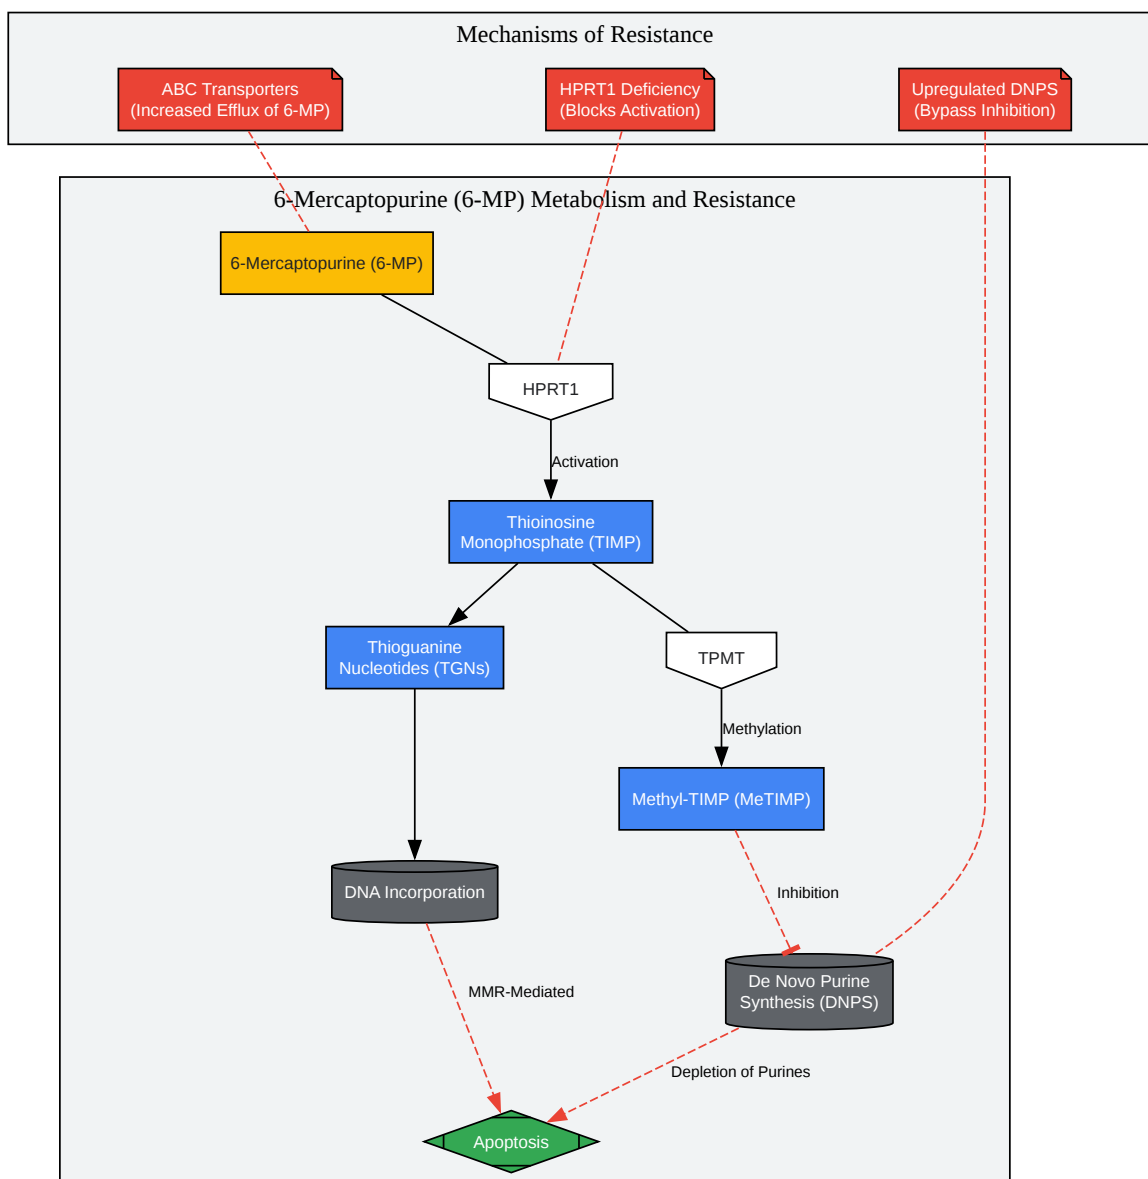 Mechanisms of Resistance
ABC Transporters
(Increased Efflux of 6-MP)
HPRT1 Deficiency
(Blocks Activation)
Upregulated DNPS
(Bypass Inhibition)
6-Mercaptopurine (6-MP) Metabolism and Resistance
6-Mercaptopurine (6-MP)
HPRT1
Activation
Thioinosine
Monophosphate (TIMP)
Thioguanine
Nucleotides (TGNs)
TPMT
Methylation
Methyl-TIMP (MeTIMP)
DNA Incorporation
Inhibition
De Novo Purine
Synthesis (DNPS)
MMR-Mediated
Depletion of Purines
Apoptosis